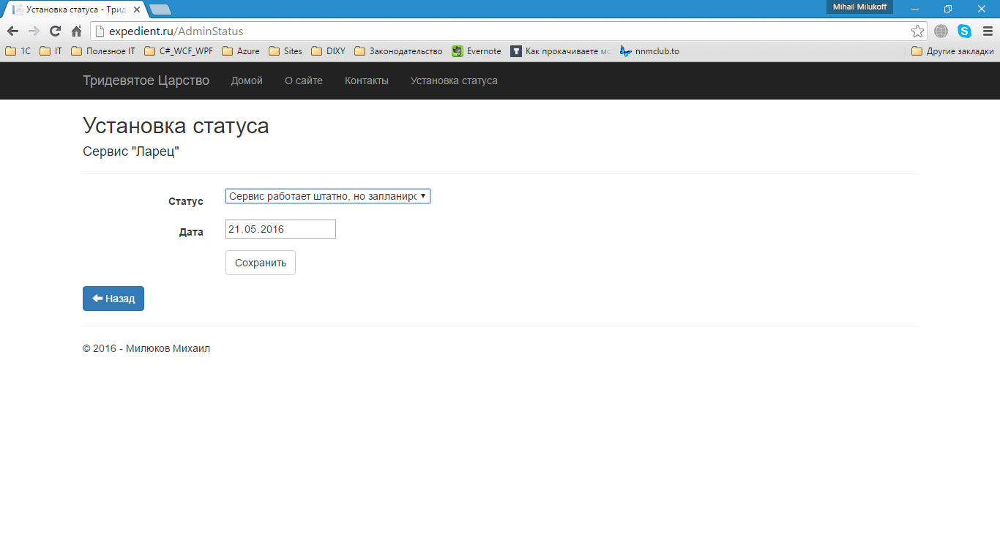 Установка статуса - Трид
Mihail Milukoff
expedient.ru/AdminStatus
1С IT Полезное IT C#_WCF_WPF Azure Sites DIXY Законодательство Evernote T Как прокачиваете мо nnmclub.to Другие закладки
Тридевятое Царство Домой О сайте Контакты Установка статуса
Установка статуса
Сервис "Ларец"
Статус Сервис работает штатно, но запланиро
Дата 21.05.2016
Сохранить
Назад
© 2016 - Милюков Михаил